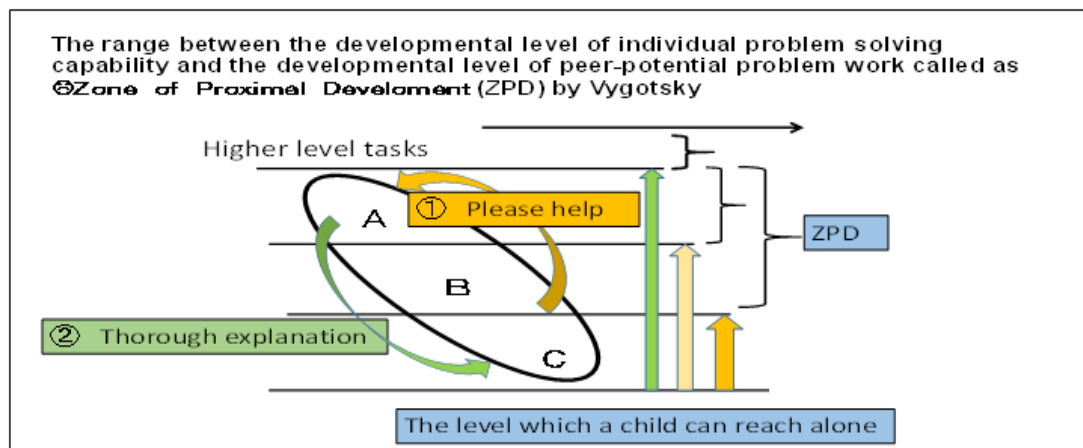 The range between the developmental level of individual problem solving
capability and the developmental level of peer-potential problem work called as
Zone of Proximal Develoment (ZPD) by Vygotsky
Higher level tasks
A
① Please help
ZPD
B
② Thorough explanation
C
The level which a child can reach alone